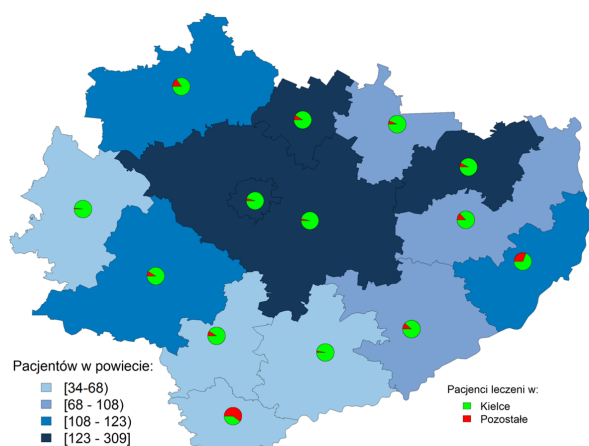 Pacjentów w powiecie:
[34-68)
[68 - 108)
[108 - 123)
[123 - 309]
Pacjenci leczeni w:
Kielce
Pozostałe